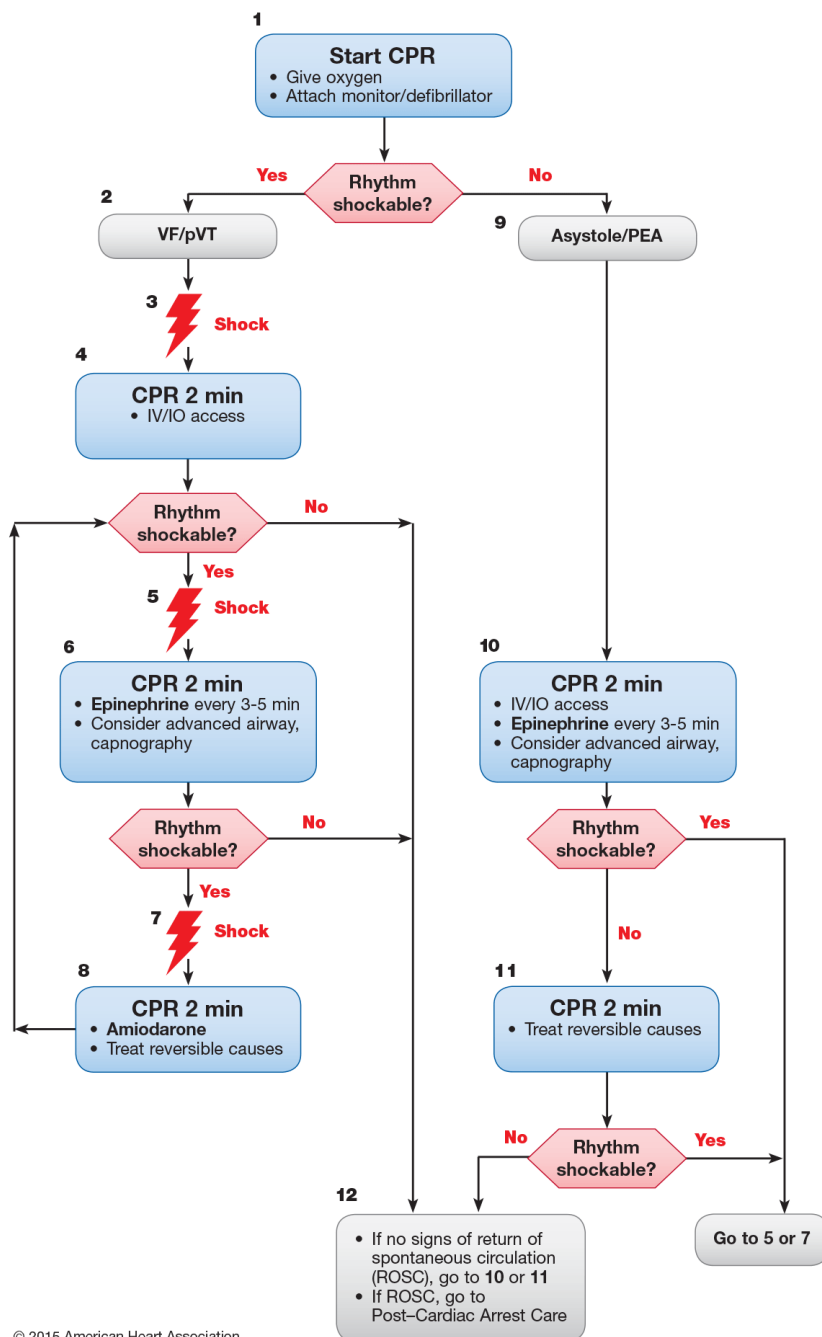 1
Start CPR
• Give oxygen
• Attach monitor/defibrillator
Yes
Rhythm
shockable?
No
2
VF/pVT
9
Asystole/PEA
3
Shock
4
CPR 2 min
• IV/IO access
Rhythm
shockable?
No
Yes
5
Shock
6
CPR 2 min
• Epinephrine every 3-5 min
• Consider advanced airway,
capnography
10
CPR 2 min
• IV/IO access
• Epinephrine every 3-5 min
• Consider advanced airway,
capnography
Rhythm
shockable?
No
Yes
Rhythm
shockable?
Yes
No
7
Shock
8
CPR 2 min
• Amiodarone
• Treat reversible causes
11
CPR 2 min
• Treat reversible causes
No
Rhythm
shockable?
Yes
12
• If no signs of return of
spontaneous circulation
(ROSC), go to 10 or 11
• If ROSC, go to
Post–Cardiac Arrest Care
Go to 5 or 7
© 2015 American Heart Association